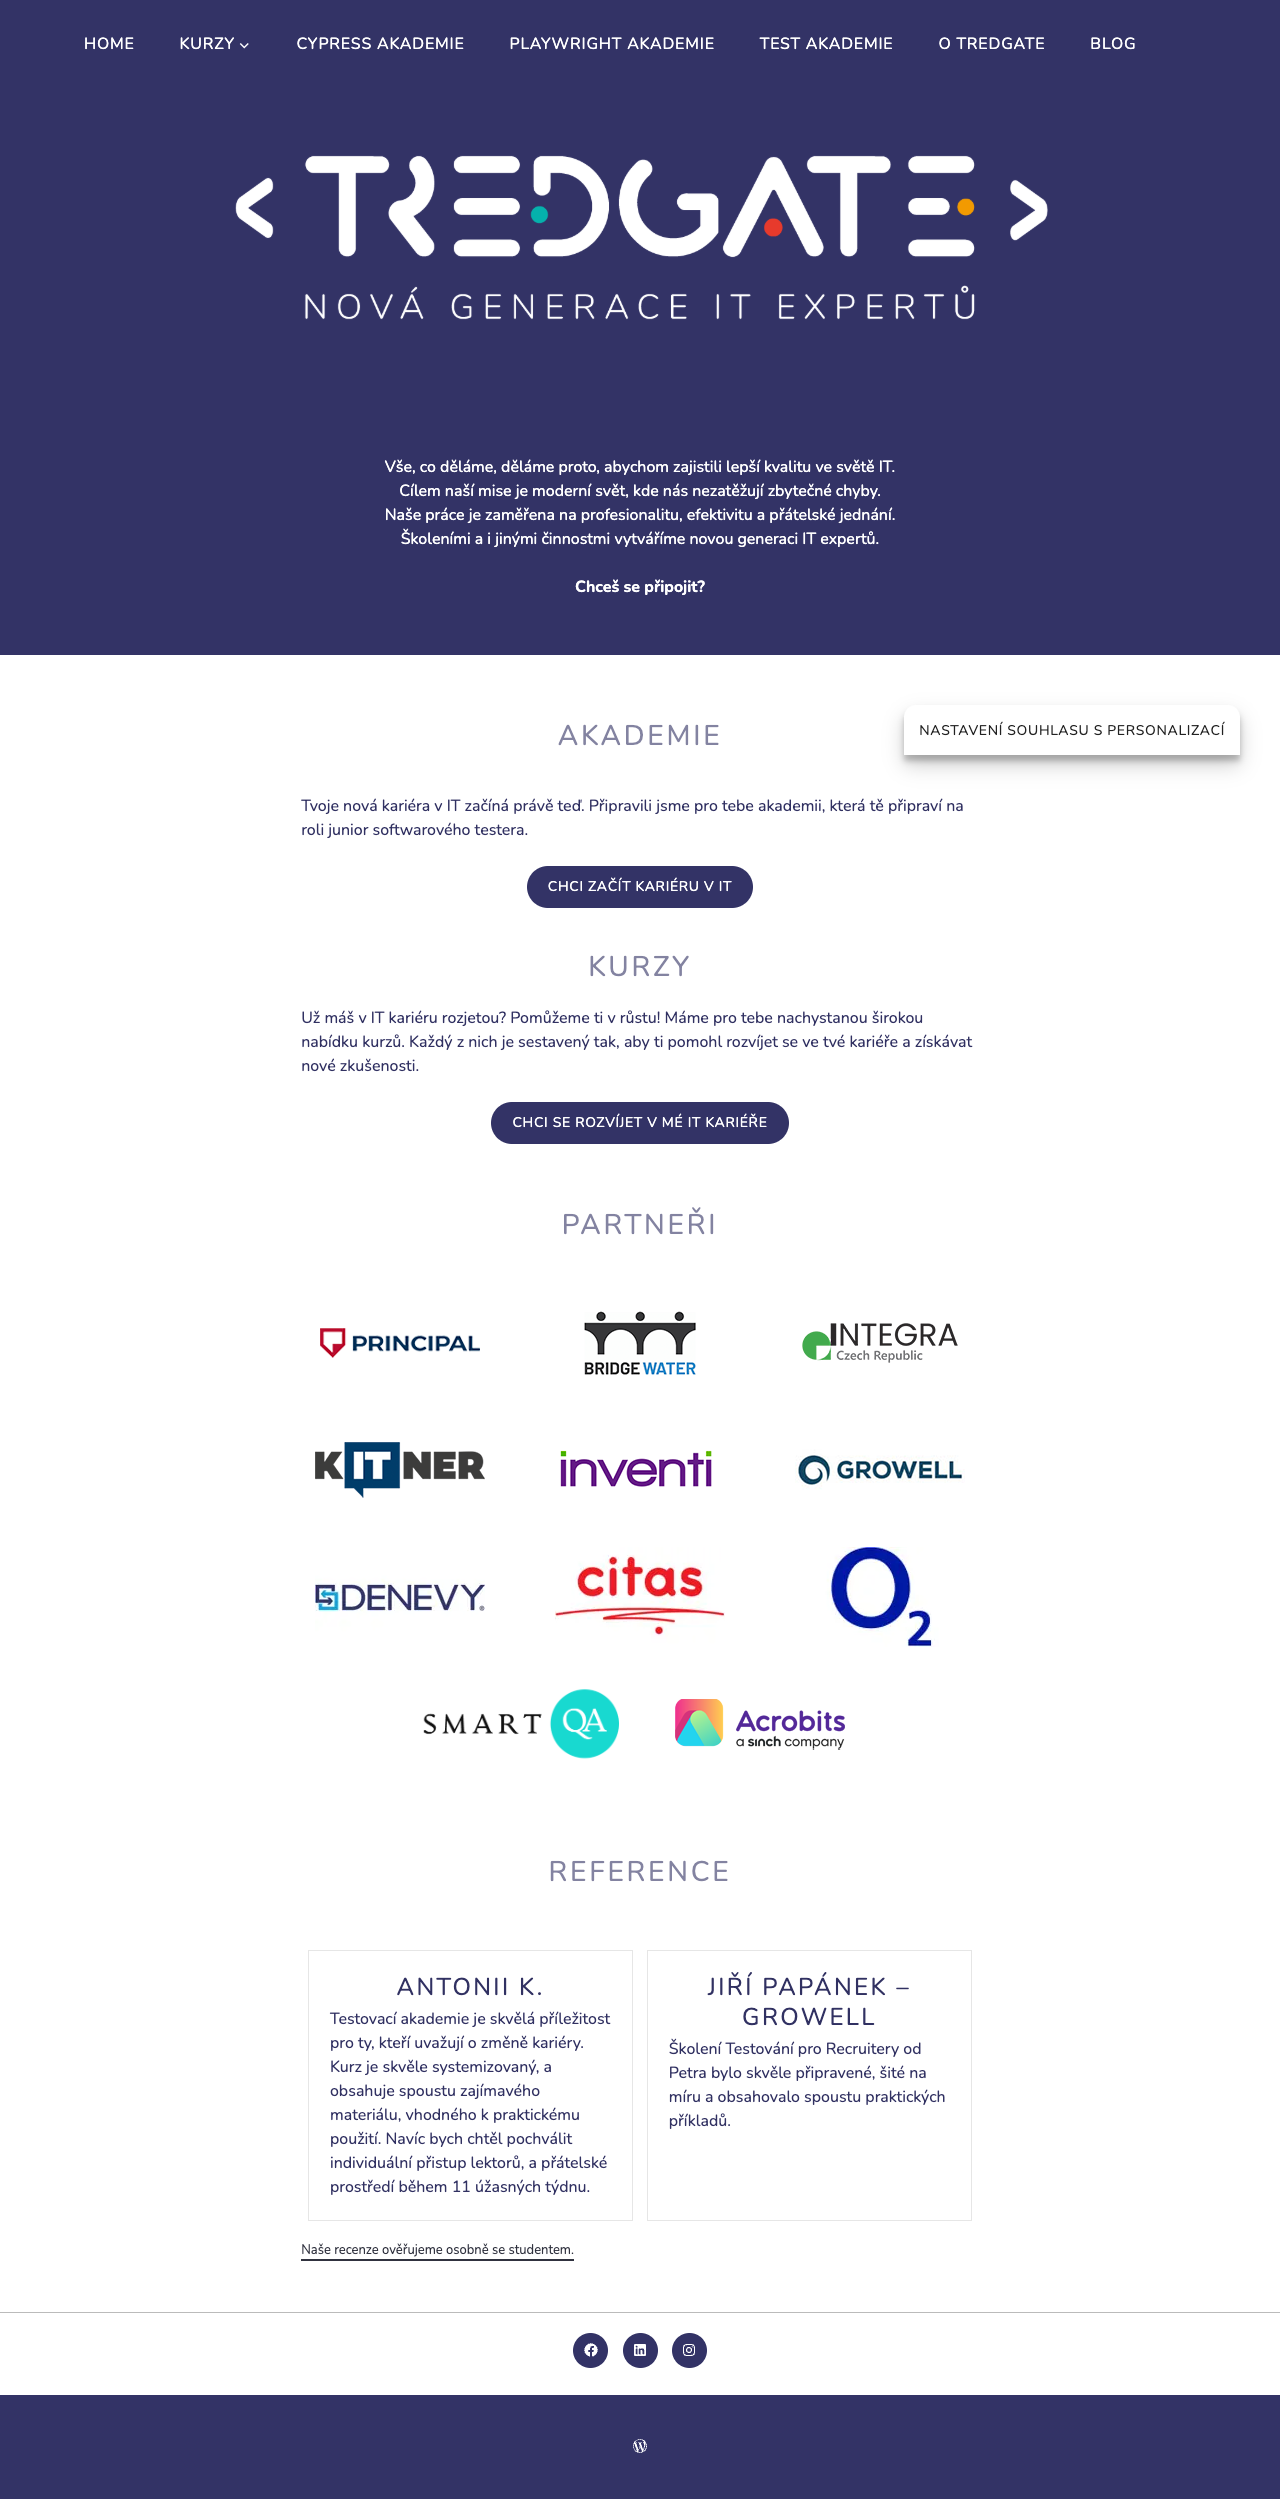 HOME KURZY CYPRESS AKADEMIE PLAYWRIGHT AKADEMIE TEST AKADEMIE O TREDGATE BLOG
< TREDGATE >
NOVÁ GENERACE IT EXPERTŮ
Vše, co děláme, děláme proto, abychom zajistili lepší kvalitu ve světě IT.
Cílem naší mise je moderní svět, kde nás nezatěžují zbytečné chyby.
Naše práce je zaměřena na profesionalitu, efektivitu a přátelské jednání.
Školeními a i jinými činnostmi vytváříme novou generaci IT expertů.
Chceš se připojit?
AKADEMIE
NASTAVENÍ SOUHLASU S PERSONALIZACÍ
Tvoje nová kariéra v IT začíná právě teď. Připravili jsme pro tebe akademii, která tě připraví na
roli junior softwarového testera.
CHCI ZAČÍT KARIÉRU V IT
KURZY
Už máš v IT kariéru rozjetou? Pomůžeme ti v růstu! Máme pro tebe nachystanou širokou
nabídku kurzů. Každý z nich je sestavený tak, aby ti pomohl rozvíjet se ve tvé kariéře a získávat
nové zkušenosti.
CHCI SE ROZVÍJET V MÉ IT KARIÉŘE
PARTNEŘI
PRINCIPAL
BRIDGE WATER
INTEGRA
Czech Republic
KITNER
inventi
GROWELL
DENEVY®
citas
O2
SMART QA
Acrobits
a sinch company
REFERENCE
ANTONII K.
Testovací akademie je skvělá příležitost
pro ty, kteří uvažují o změně kariéry.
Kurz je skvěle systemizovaný, a
obsahuje spoustu zajímavého
materiálu, vhodného k praktickému
použití. Navíc bych chtěl pochválit
individuální přistup lektorů, a přátelské
prostředí během 11 úžasných týdnu.
JIŘÍ PAPÁNEK –
GROWELL
Školení Testování pro Recruitery od
Petra bylo skvěle připravené, šité na
míru a obsahovalo spoustu praktických
příkladů.
Naše recenze ověřujeme osobně se studentem.